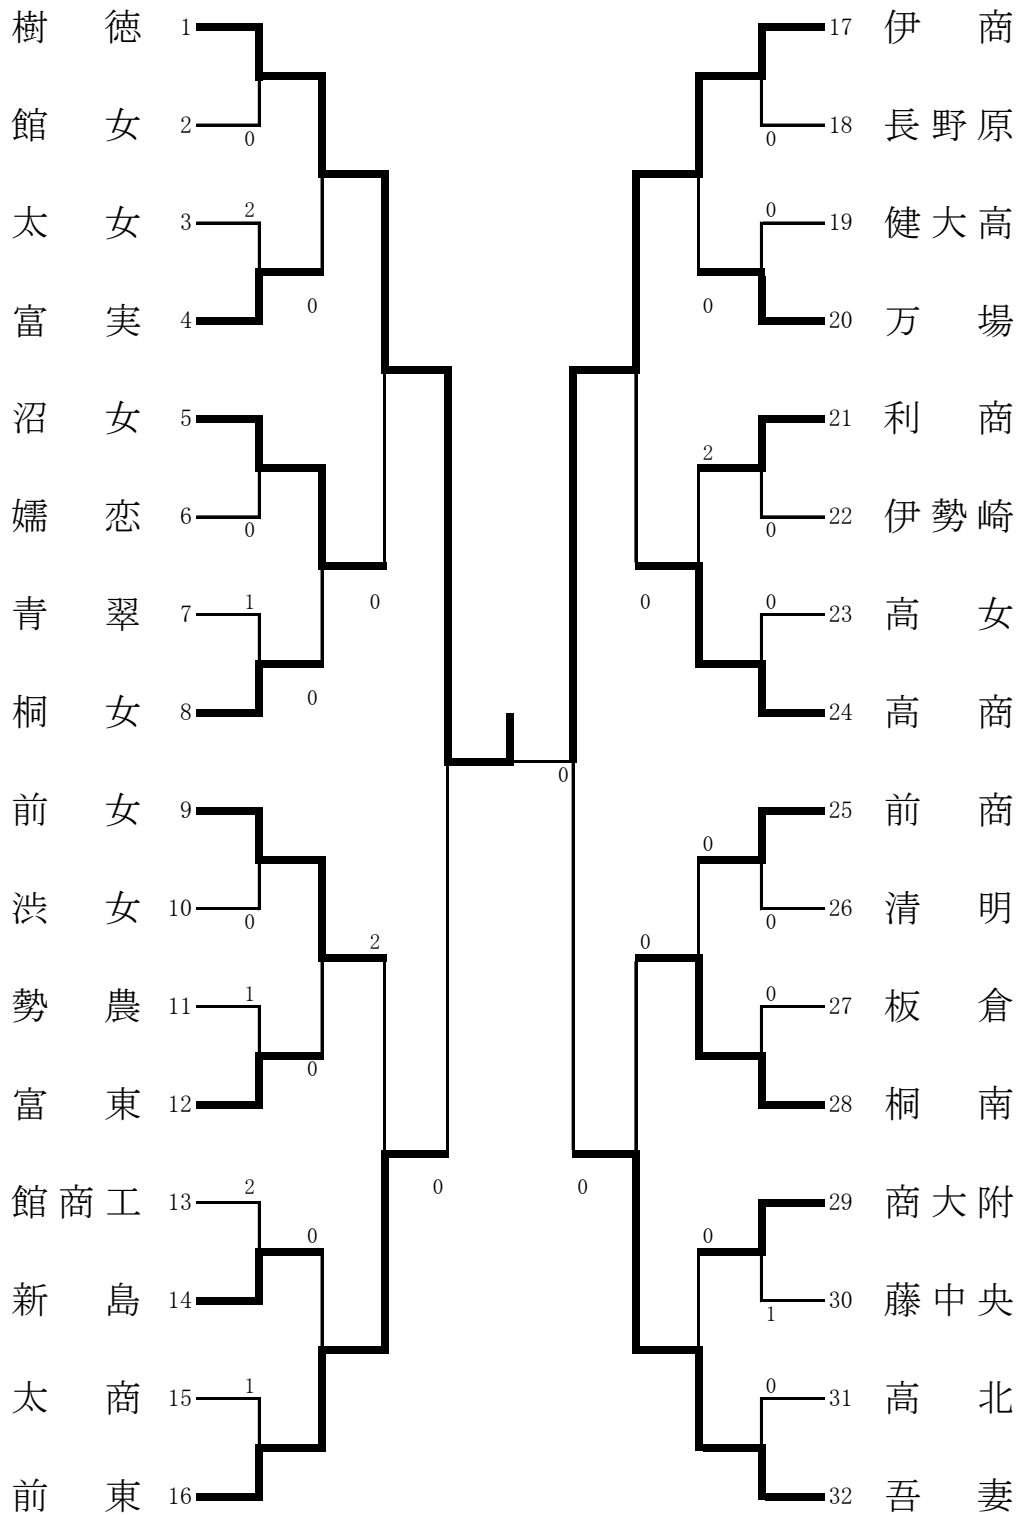 樹徳 1
館女 2
0
太女 3
2
富実 4
0
沼女 5
嬬恋 6
0
青翠 7
1
0
桐女 8
0
前女 9
渋女 10
0
2
勢農 11
1
富東 12
0
館商工 13
2
0
新島 14
0
太商 15
1
前東 16
17 伊商
18 長野原
0
19 健大高
0
20 万場
0
21 利商
2
22 伊勢崎
0
23 高女
0
0
24 高商
0
25 前商
0
26 清明
0
0
27 板倉
0
28 桐南
29 商大附
0
0
30 藤中央
1
31 高北
0
32 吾妻